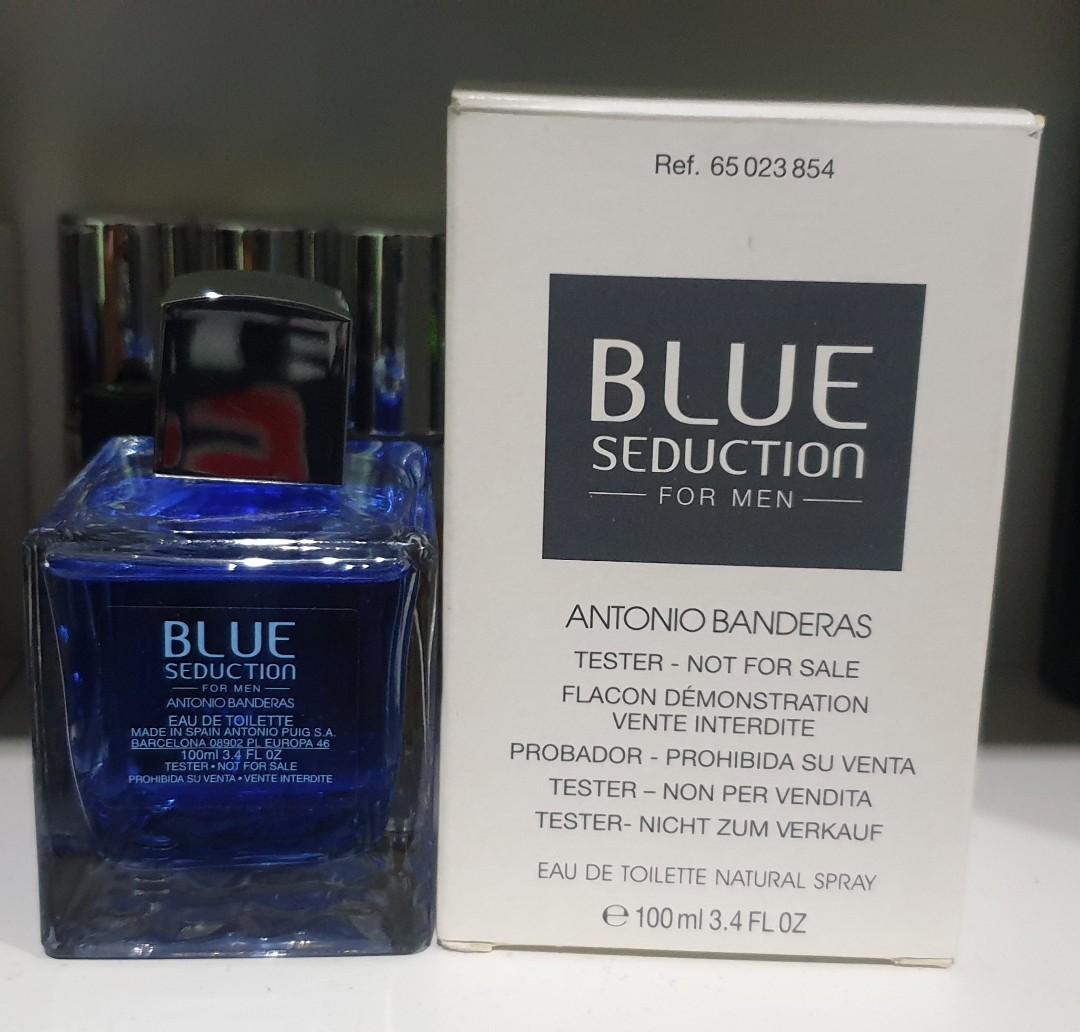 Ref. 65 023 854
BLUE
SEDUCTION
FOR MEN
ANTONIO BANDERAS
TESTER - NOT FOR SALE
FLACON DÉMONSTRATION
VENTE INTERDITE
PROBADOR - PROHIBIDA SU VENTA
TESTER – NON PER VENDITA
TESTER- NICHT ZUM VERKAUF
EAU DE TOILETTE NATURAL SPRAY
℮ 100 ml 3.4 FL OZ
BLUE
SEDUCTION
FOR MEN
ANTONIO BANDERAS
EAU DE TOILETTE
MADE IN SPAIN ANTONIO PUIG S.A.
BARCELONA 08902 PL EUROPA 46
100ml 3.4 FL OZ
TESTER • NOT FOR SALE
PROHIBIDA SU VENTA • VENTE INTERDITE